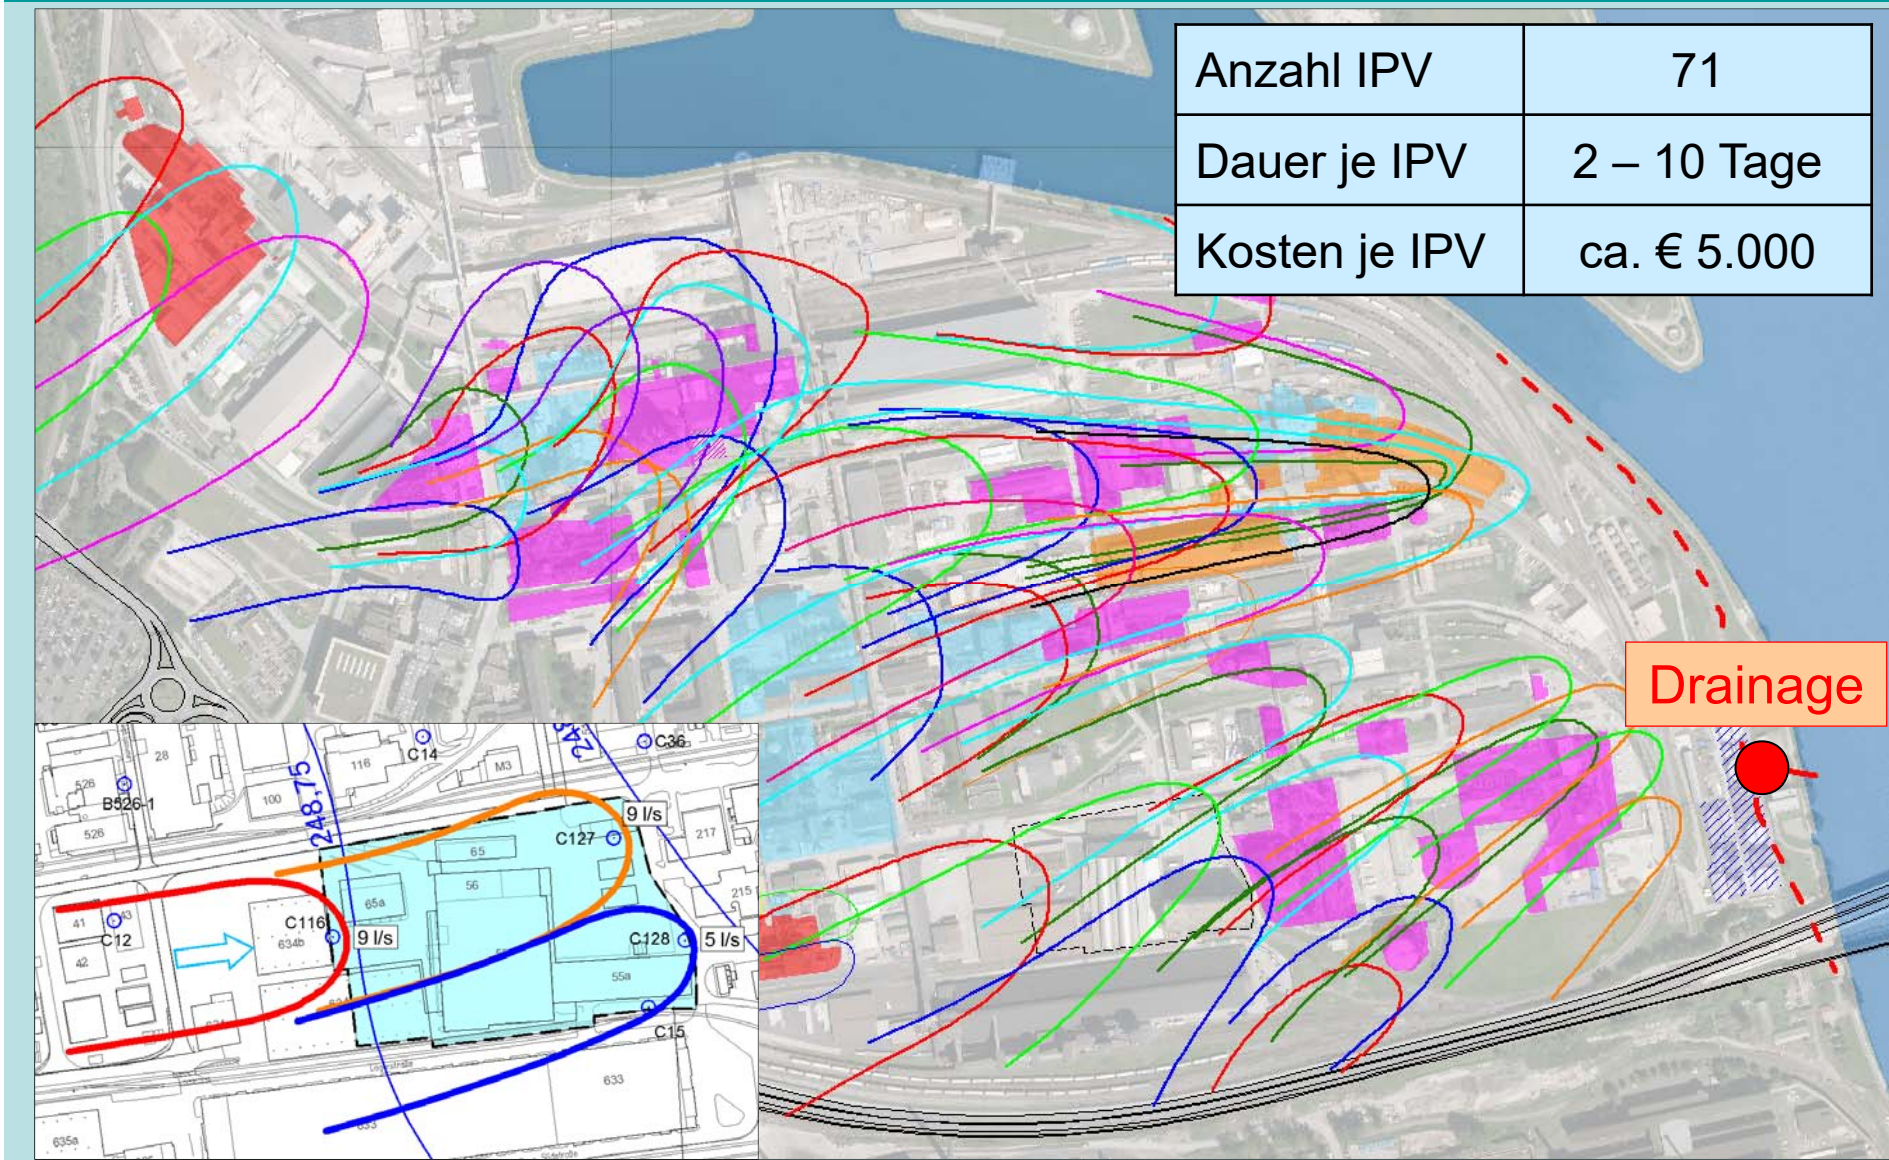 Anzahl IPV 71
Dauer je IPV 2 – 10 Tage
Kosten je IPV ca. € 5.000
Drainage
C14
C36
28
116
M3
526
B526-1
100
248,75
526
9 l/s
C127
217
65
56
215
65a
41
43
C12
C116
9 l/s
634b
C128
5 l/s
42
55a
C15
633
633
635a